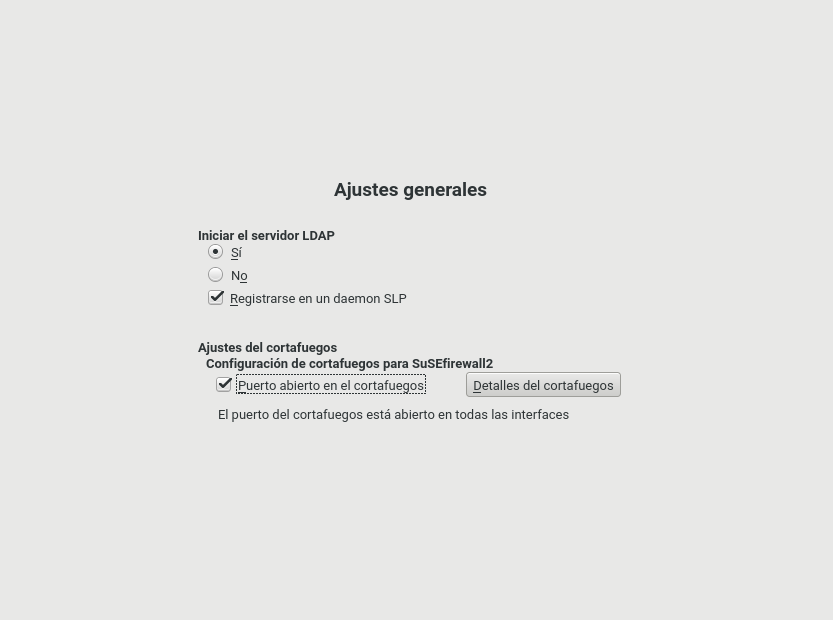 Ajustes generales
Iniciar el servidor LDAP
Sí
No
Registrarse en un daemon SLP
Ajustes del cortafuegos
Configuración de cortafuegos para SuSEfirewall2
Puerto abierto en el cortafuegos Detalles del cortafuegos
El puerto del cortafuegos está abierto en todas las interfaces